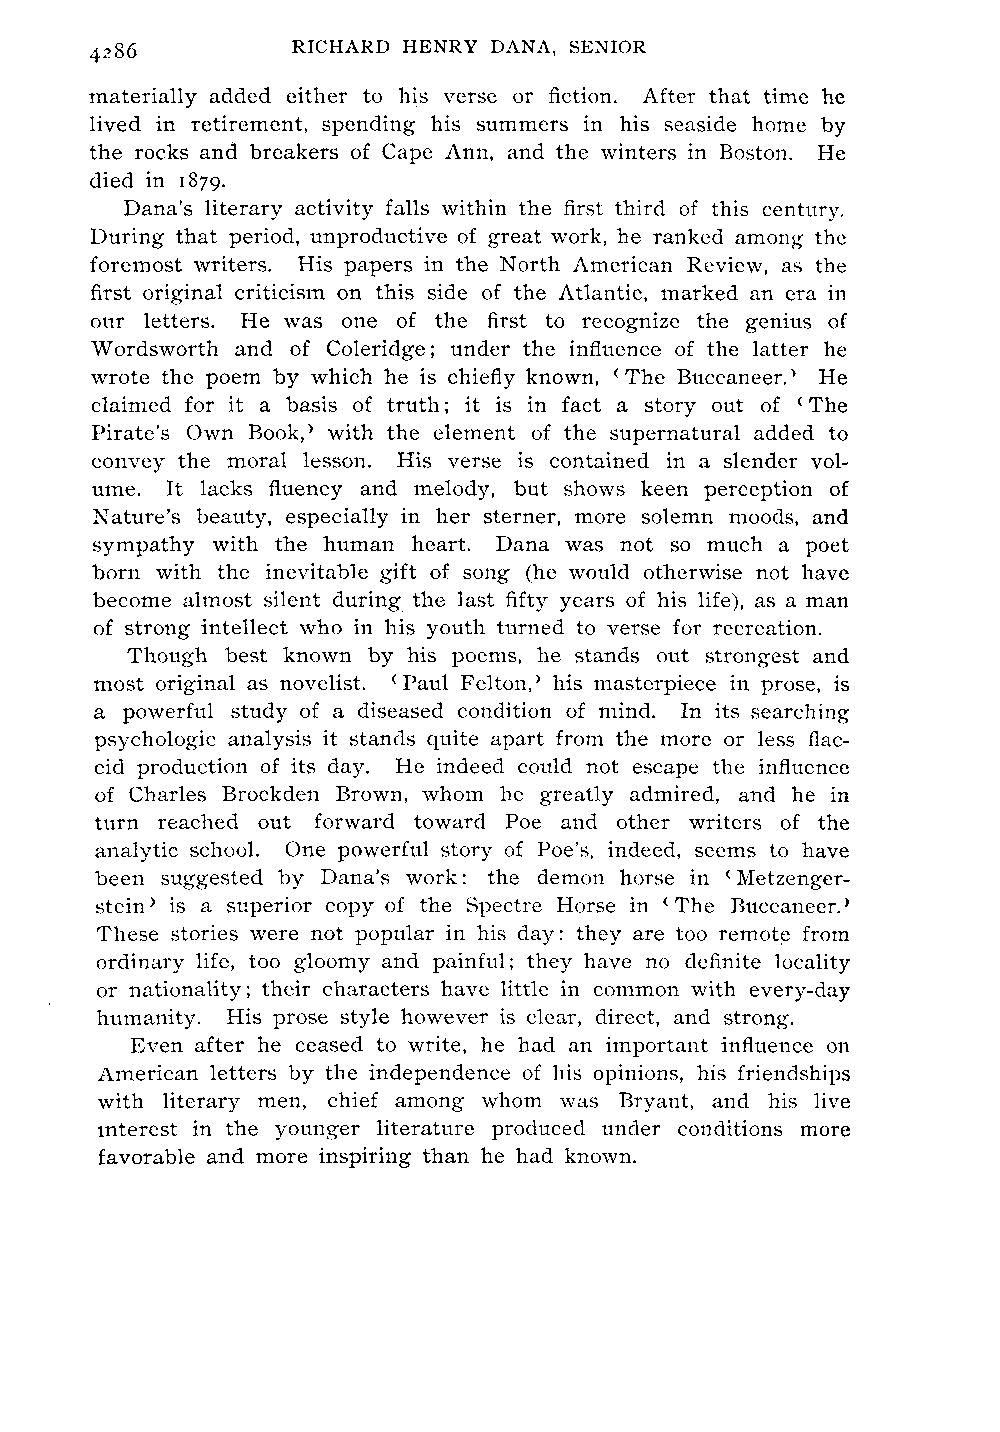 4286 RICHARD HENRY DANA, SENIOR
materially added either to his verse or fiction. After that time he
lived in retirement, spending his summers in his seaside home by
the rocks and breakers of Cape Ann, and the winters in Boston. He
died in 1879.
Dana's literary activity falls within the first third of this century.
During that period, unproductive of great work, he ranked among the
foremost writers. His papers in the North American Review, as the
first original criticism on this side of the Atlantic, marked an era in
our letters. He was one of the first to recognize the genius of
Wordsworth and of Coleridge; under the influence of the latter he
wrote the poem by which he is chiefly known, ‘The Buccaneer.’ He
claimed for it a basis of truth; it is in fact a story out of ‘The
Pirate's Own Book,’ with the element of the supernatural added to
convey the moral lesson. His verse is contained in a slender vol-
ume. It lacks fluency and melody, but shows keen perception of
Nature's beauty, especially in her sterner, more solemn moods, and
sympathy with the human heart. Dana was not so much a poet
born with the inevitable gift of song (he would otherwise not have
become almost silent during the last fifty years of his life), as a man
of strong intellect who in his youth turned to verse for recreation.
Though best known by his poems, he stands out strongest and
most original as novelist. ‘Paul Felton,’ his masterpiece in prose, is
a powerful study of a diseased condition of mind. In its searching
psychologic analysis it stands quite apart from the more or less flac-
cid production of its day. He indeed could not escape the influence
of Charles Brockden Brown, whom he greatly admired, and he in
turn reached out forward toward Poe and other writers of the
analytic school. One powerful story of Poe's, indeed, seems to have
been suggested by Dana's work: the demon horse in ‘Metzenger-
stein’ is a superior copy of the Spectre Horse in ‘The Buccaneer.’
These stories were not popular in his day: they are too remote from
ordinary life, too gloomy and painful; they have no definite locality
or nationality; their characters have little in common with every-day
humanity. His prose style however is clear, direct, and strong.
Even after he ceased to write, he had an important influence on
American letters by the independence of his opinions, his friendships
with literary men, chief among whom was Bryant, and his live
interest in the younger literature produced under conditions more
favorable and more inspiring than he had known.